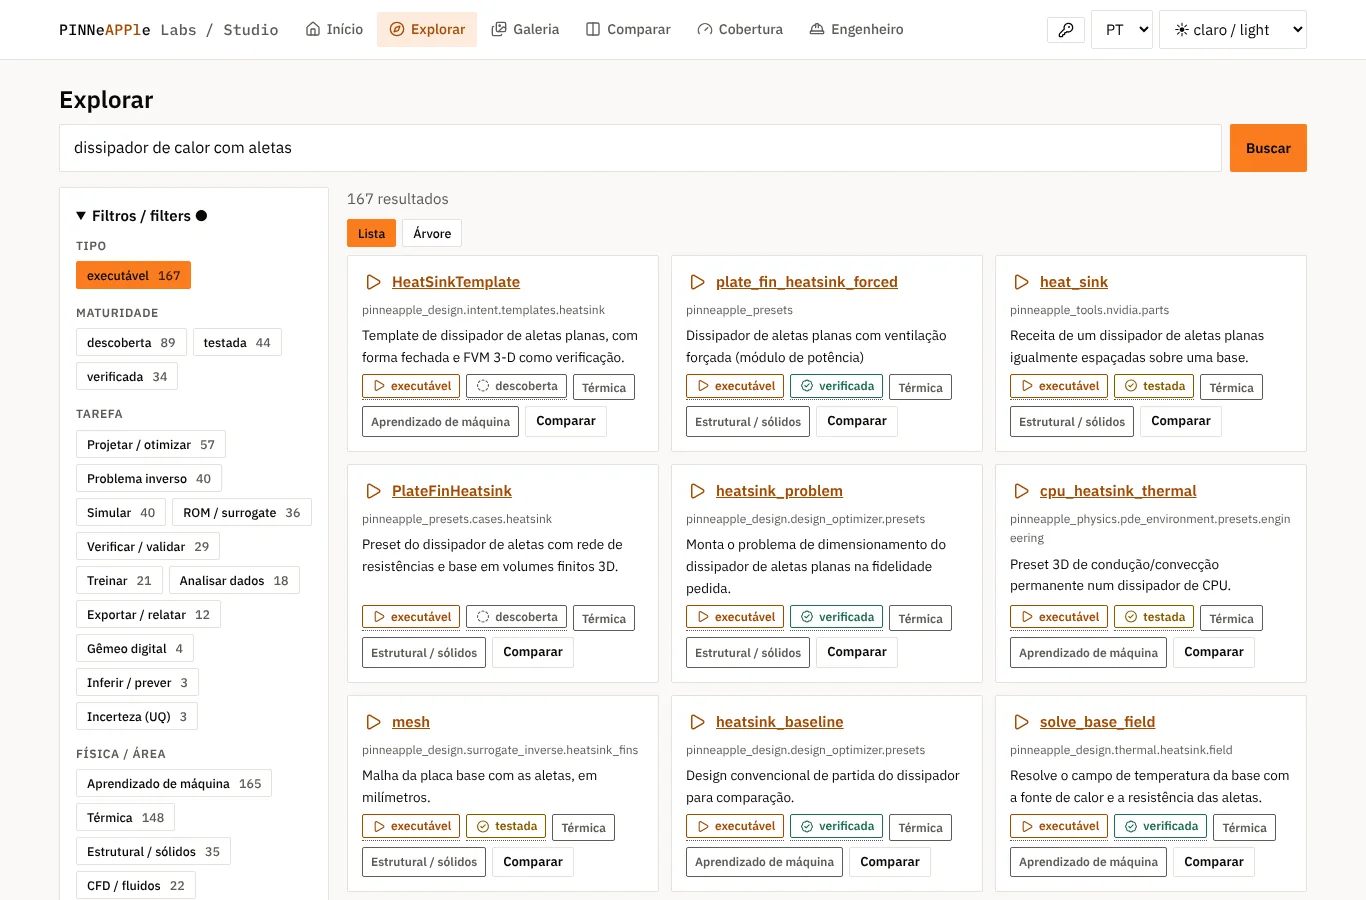 PINNeAPPle Labs / Studio
Início
Explorar
Galeria
Comparar
Cobertura
Engenheiro
PT
claro / light
Explorar
dissipador de calor com aletas
Buscar
Filtros / filters
TIPO
executável 167
MATURIDADE
descoberta 89
testada 44
verificada 34
TAREFA
Projetar / otimizar 57
Problema inverso 40
Simular 40
ROM / surrogate 36
Verificar / validar 29
Treinar 21
Analisar dados 18
Exportar / relatar 12
Gêmeo digital 4
Inferir / prever 3
Incerteza (UQ) 3
FÍSICA / ÁREA
Aprendizado de máquina 165
Térmica 148
Estrutural / sólidos 35
CFD / fluidos 22
167 resultados
Lista
Árvore
HeatSinkTemplate
pinneapple_design.intent.templates.heatsink
Template de dissipador de aletas planas, com
forma fechada e FVM 3-D como verificação.
executável
descoberta
Térmica
Aprendizado de máquina
Comparar
plate_fin_heatsink_forced
pinneapple_presets
Dissipador de aletas planas com ventilação
forçada (módulo de potência)
executável
verificada
Térmica
Estrutural / sólidos
Comparar
heat_sink
pinneapple_tools.nvidia.parts
Receita de um dissipador de aletas planas
igualmente espaçadas sobre uma base.
executável
testada
Térmica
Estrutural / sólidos
Comparar
PlateFinHeatsink
pinneapple_presets.cases.heatsink
Preset do dissipador de aletas com rede de
resistências e base em volumes finitos 3D.
executável
descoberta
Térmica
Estrutural / sólidos
Comparar
heatsink_problem
pinneapple_design.design_optimizer.presets
Monta o problema de dimensionamento do
dissipador de aletas planas na fidelidade
pedida.
executável
verificada
Térmica
Estrutural / sólidos
Comparar
cpu_heatsink_thermal
pinneapple_physics.pde_environment.presets.engin
eering
Preset 3D de condução/convecção
permanente num dissipador de CPU.
executável
testada
Térmica
Aprendizado de máquina
Comparar
mesh
pinneapple_design.surrogate_inverse.heatsink_fins
Malha da placa base com as aletas, em
milímetros.
executável
testada
Térmica
Estrutural / sólidos
Comparar
heatsink_baseline
pinneapple_design.design_optimizer.presets
Design convencional de partida do dissipador
para comparação.
executável
verificada
Térmica
Aprendizado de máquina
Comparar
solve_base_field
pinneapple_design.thermal.heatsink.field
Resolve o campo de temperatura da base com
a fonte de calor e a resistência das aletas.
executável
verificada
Térmica
Aprendizado de máquina
Comparar